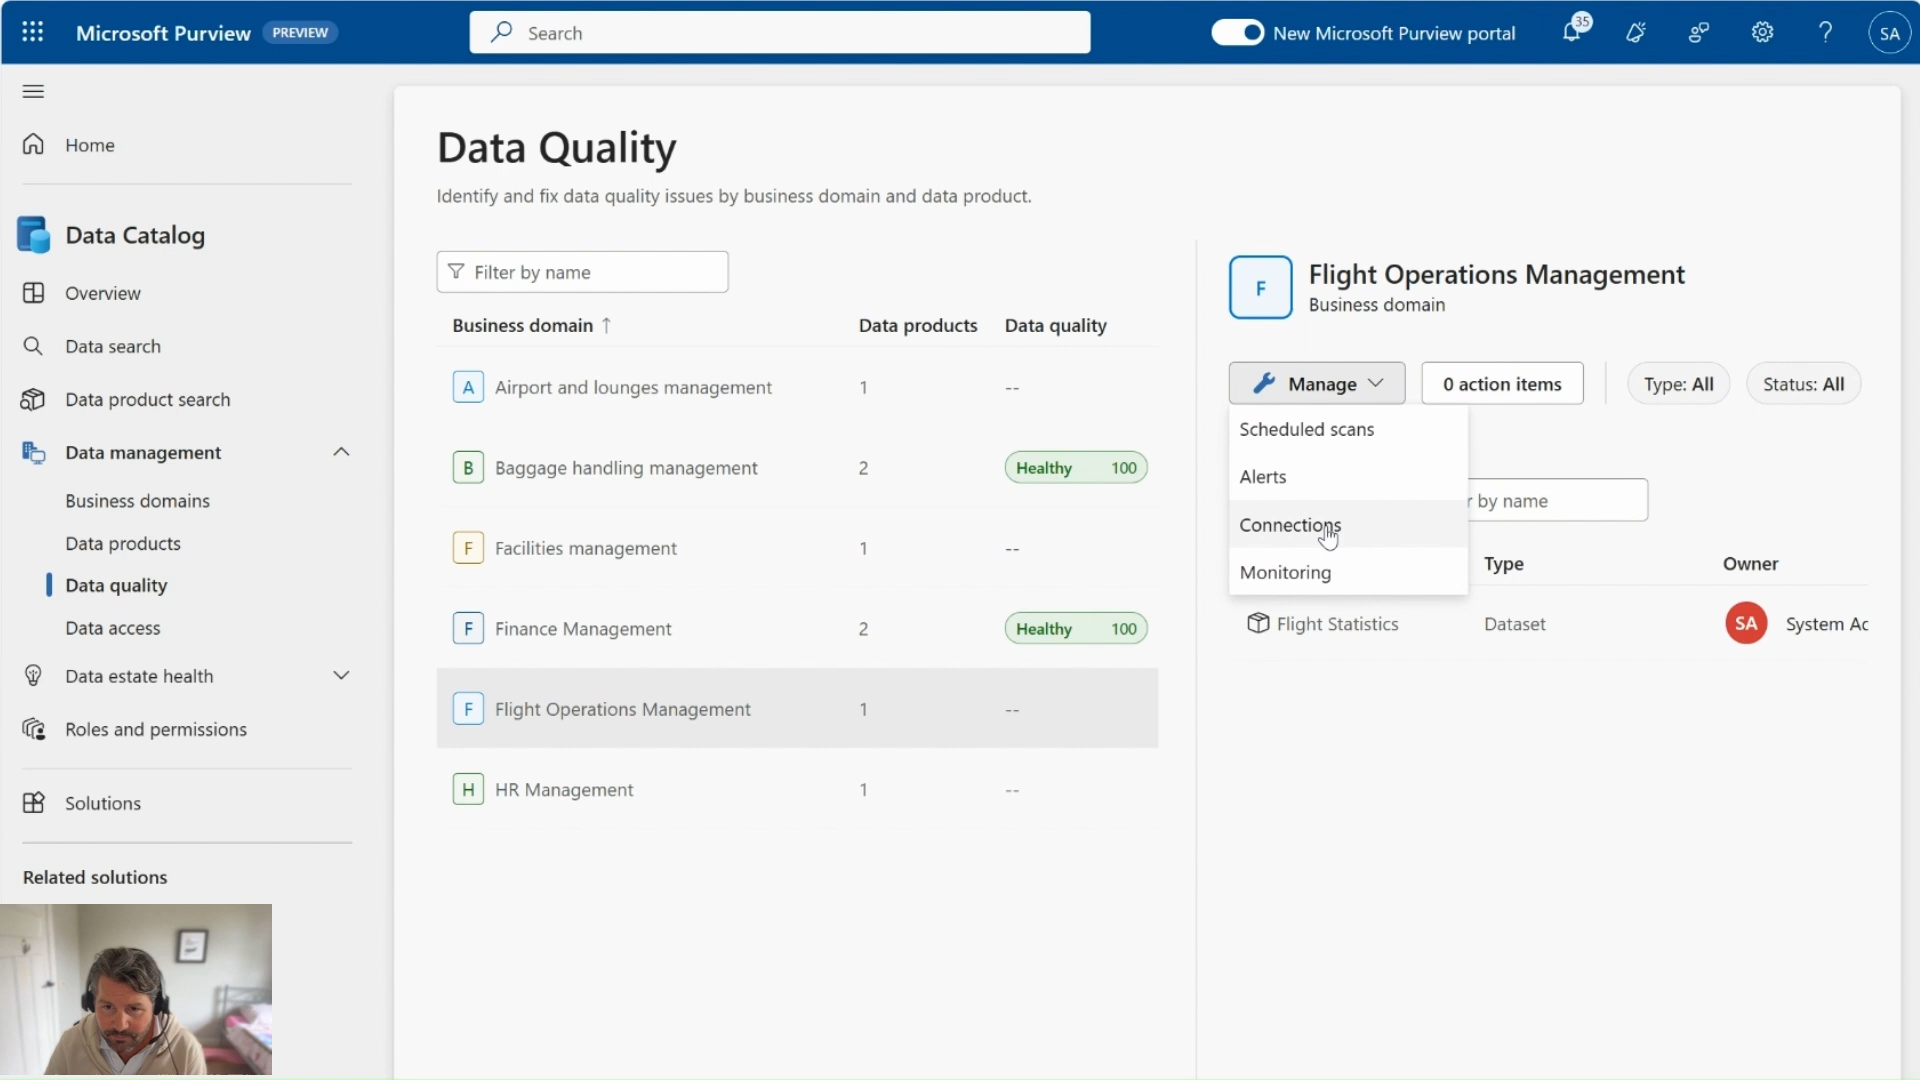 Microsoft Purview PREVIEW
Search
New Microsoft Purview portal
35
SA
Home
Data Catalog
Overview
Data search
Data product search
Data management
Business domains
Data products
Data quality
Data access
Data estate health
Roles and permissions
Solutions
Related solutions
Data Quality
Identify and fix data quality issues by business domain and data product.
Filter by name
Business domain ↑ Data products Data quality
A Airport and lounges management 1 --
B Baggage handling management 2 Healthy 100
F Facilities management 1 --
F Finance Management 2 Healthy 100
F Flight Operations Management 1 --
H HR Management 1 --
F
Flight Operations Management
Business domain
Manage 0 action items Type: All Status: All
Scheduled scans
Alerts
Connections
Monitoring
r by name
Type Owner
Flight Statistics Dataset SA System Ac